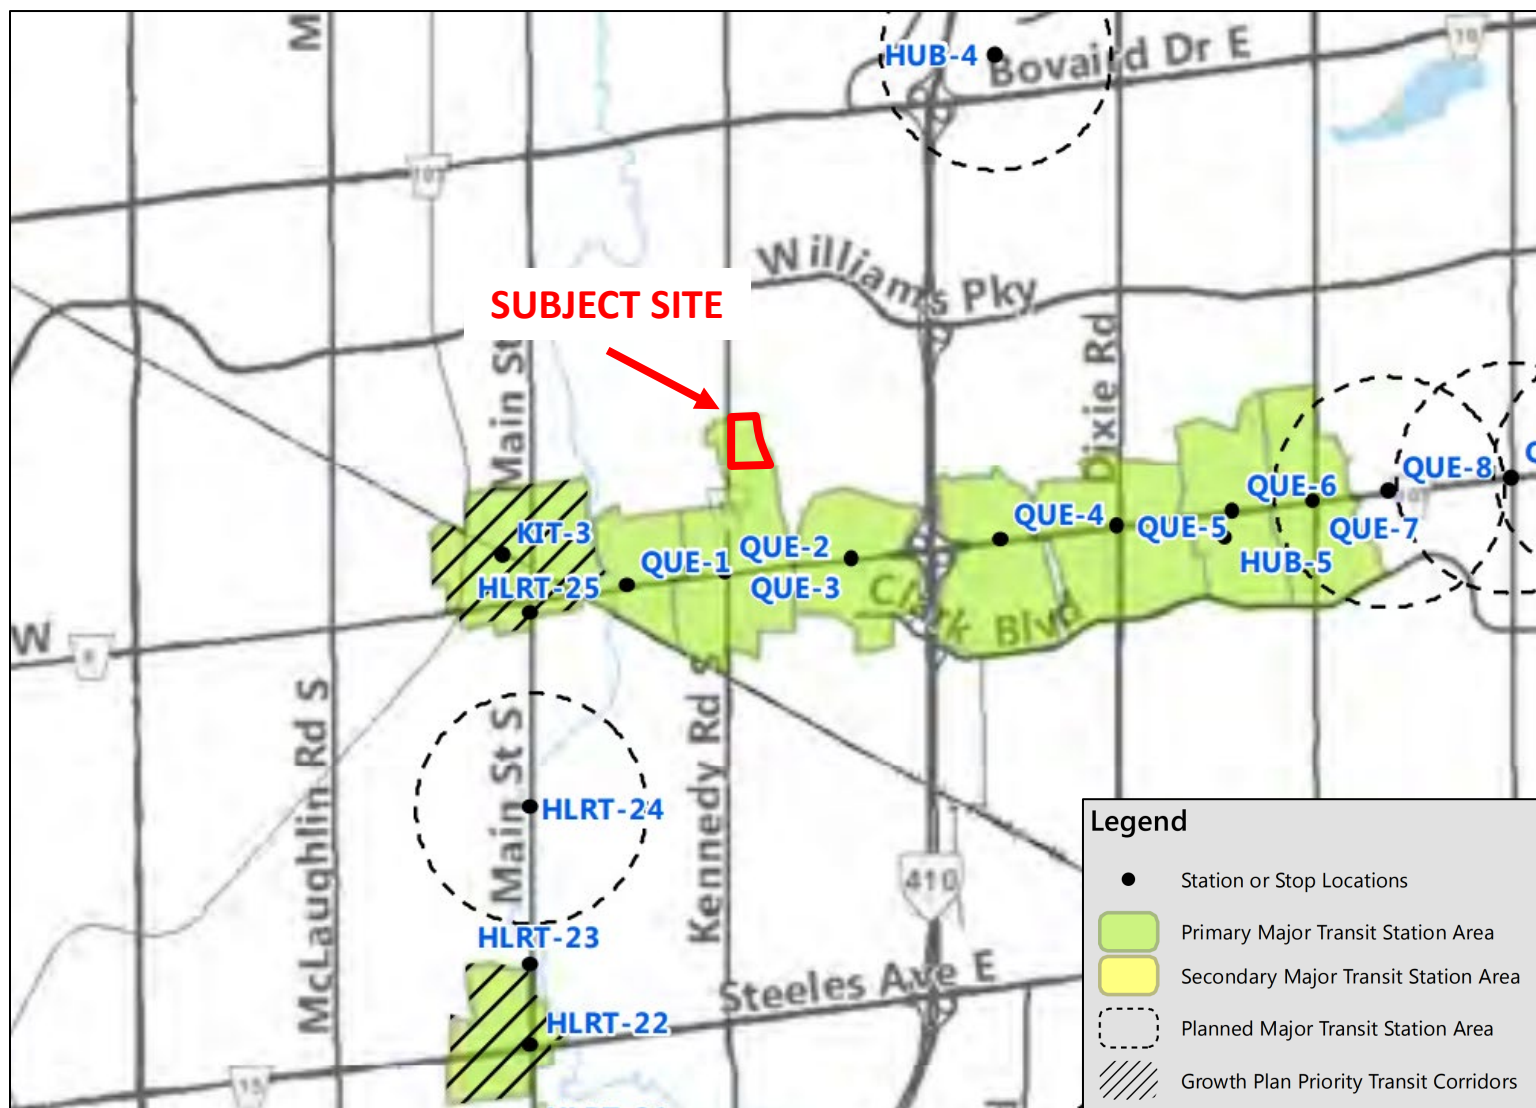 M
HUB-4
Bovaird Dr E
107
Williams Pky
SUBJECT SITE
Main St
Dixie Rd
QUE-8
QUE-6
KIT-3
QUE-4
QUE-5
QUE-7
QUE-1
QUE-2
HUB-5
HLRT-25
QUE-3
Clark Blvd
W
6
McLaughlin Rd S
Main St S
Kennedy Rd S
HLRT-24
410
HLRT-23
Steeles Ave E
HLRT-22
15
Legend
Station or Stop Locations
Primary Major Transit Station Area
Secondary Major Transit Station Area
Planned Major Transit Station Area
Growth Plan Priority Transit Corridors